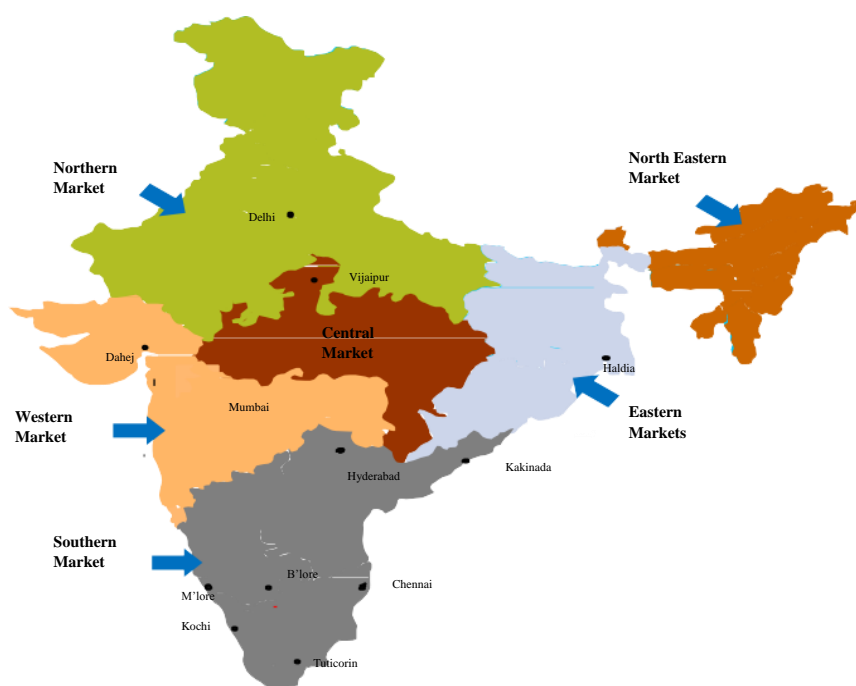 Northern
Market
North Eastern
Market
Delhi
Vijaipur
Central
Market
Dahej
Haldia
Mumbai
Western
Market
Eastern
Markets
Hyderabad
Kakinada
Southern
Market
B’lore
Chennai
M’lore
Kochi
Tuticorin